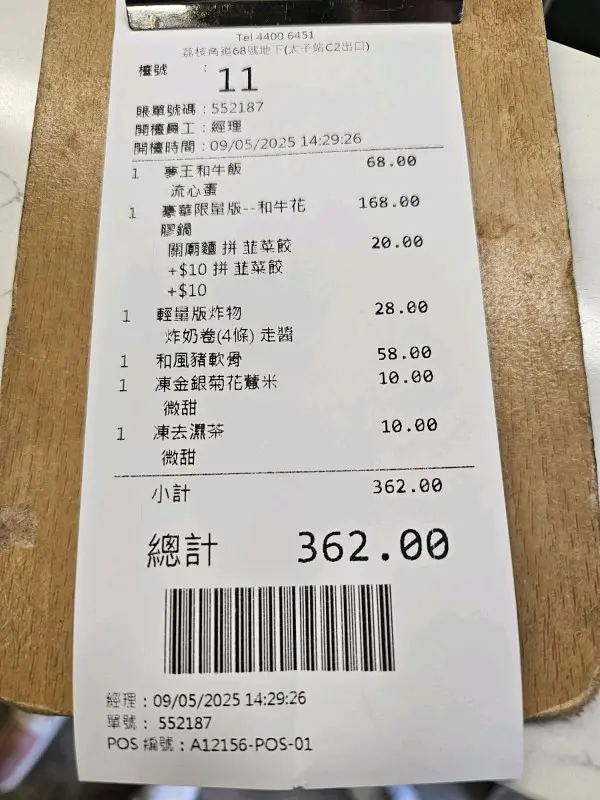 Tel 4400 6451
荔枝角道68號地下(太子站C2出口)
檯號 : 11
賬單號碼 : 552187
開檯員工 : 經理
開檯時間 : 09/05/2025 14:29:26
1 夢王和牛飯 68.00
流心蛋
1 豪華限量版--和牛花 168.00
膠鍋
關廟麵 拼 韮菜餃 20.00
+$10 拼 韮菜餃
+$10
1 輕量版炸物 28.00
炸奶卷(4條) 走醬
1 和風豬軟骨 58.00
1 凍金銀菊花薏米 10.00
微甜
1 凍去濕茶 10.00
微甜
小計 362.00
總計 362.00
經理 : 09/05/2025 14:29:26
單號 : 552187
POS 編號 : A12156-POS-01